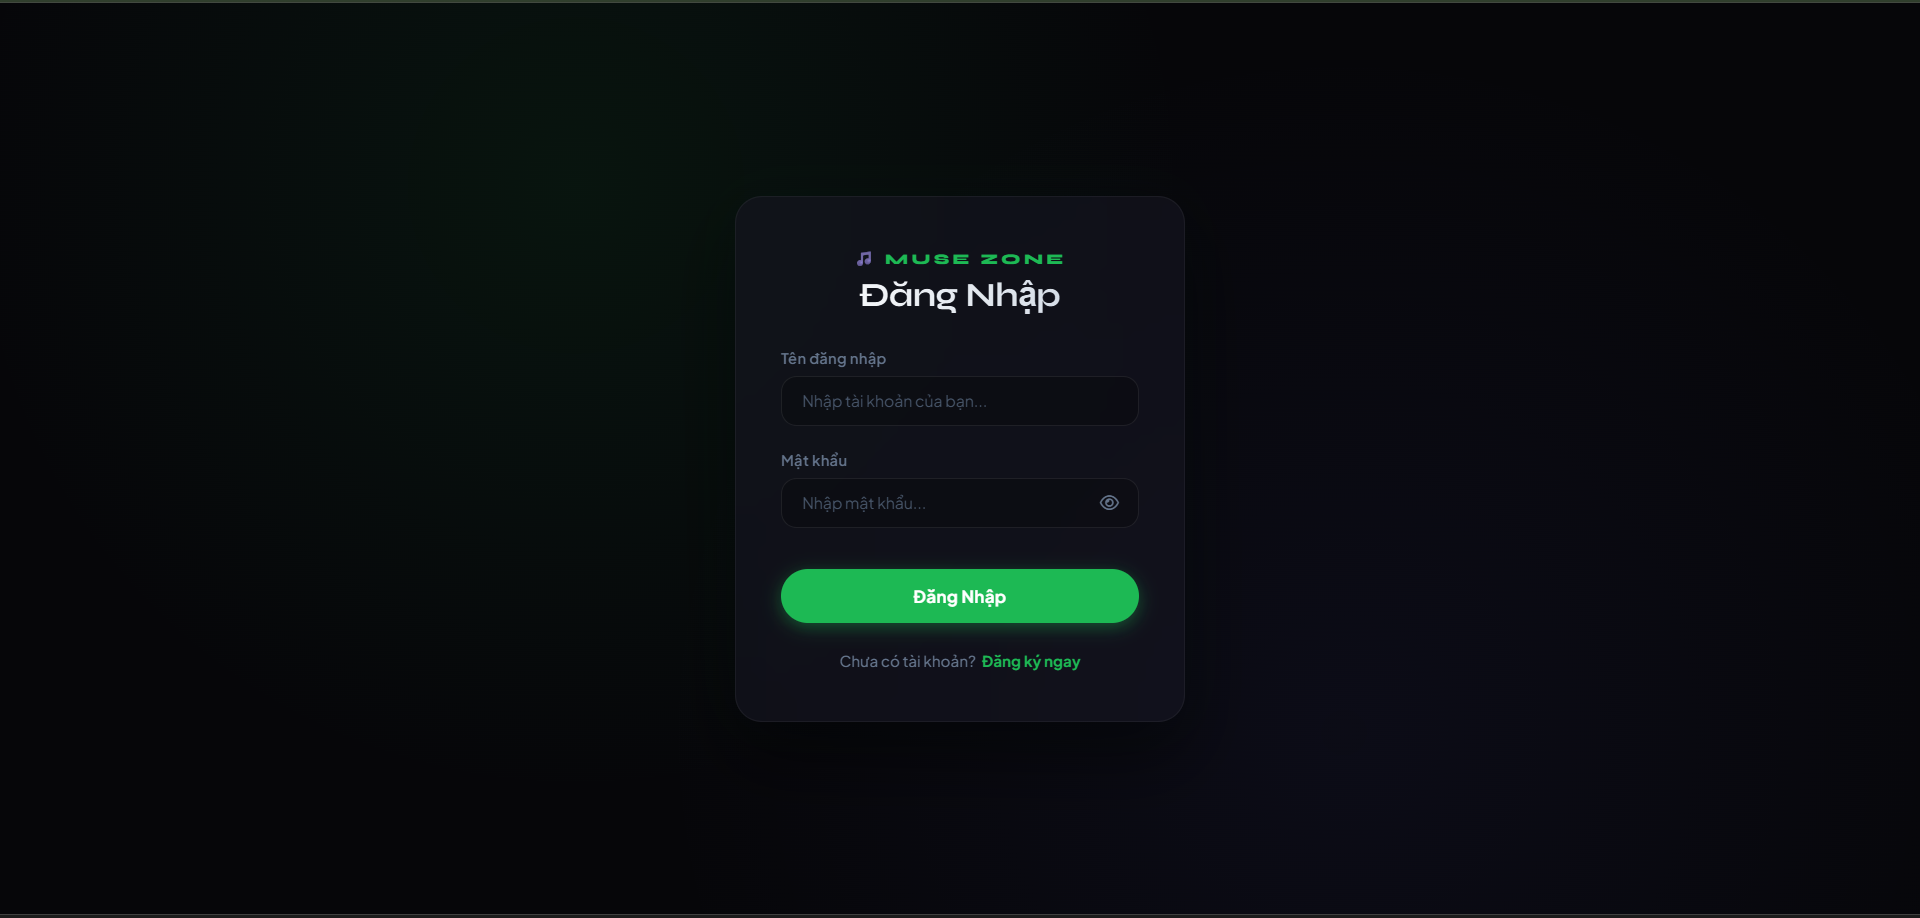 MUSE ZONE
Đăng Nhập
Tên đăng nhập
Nhập tài khoản của bạn...
Mật khẩu
Nhập mật khẩu...
Đăng Nhập
Chưa có tài khoản? Đăng ký ngay